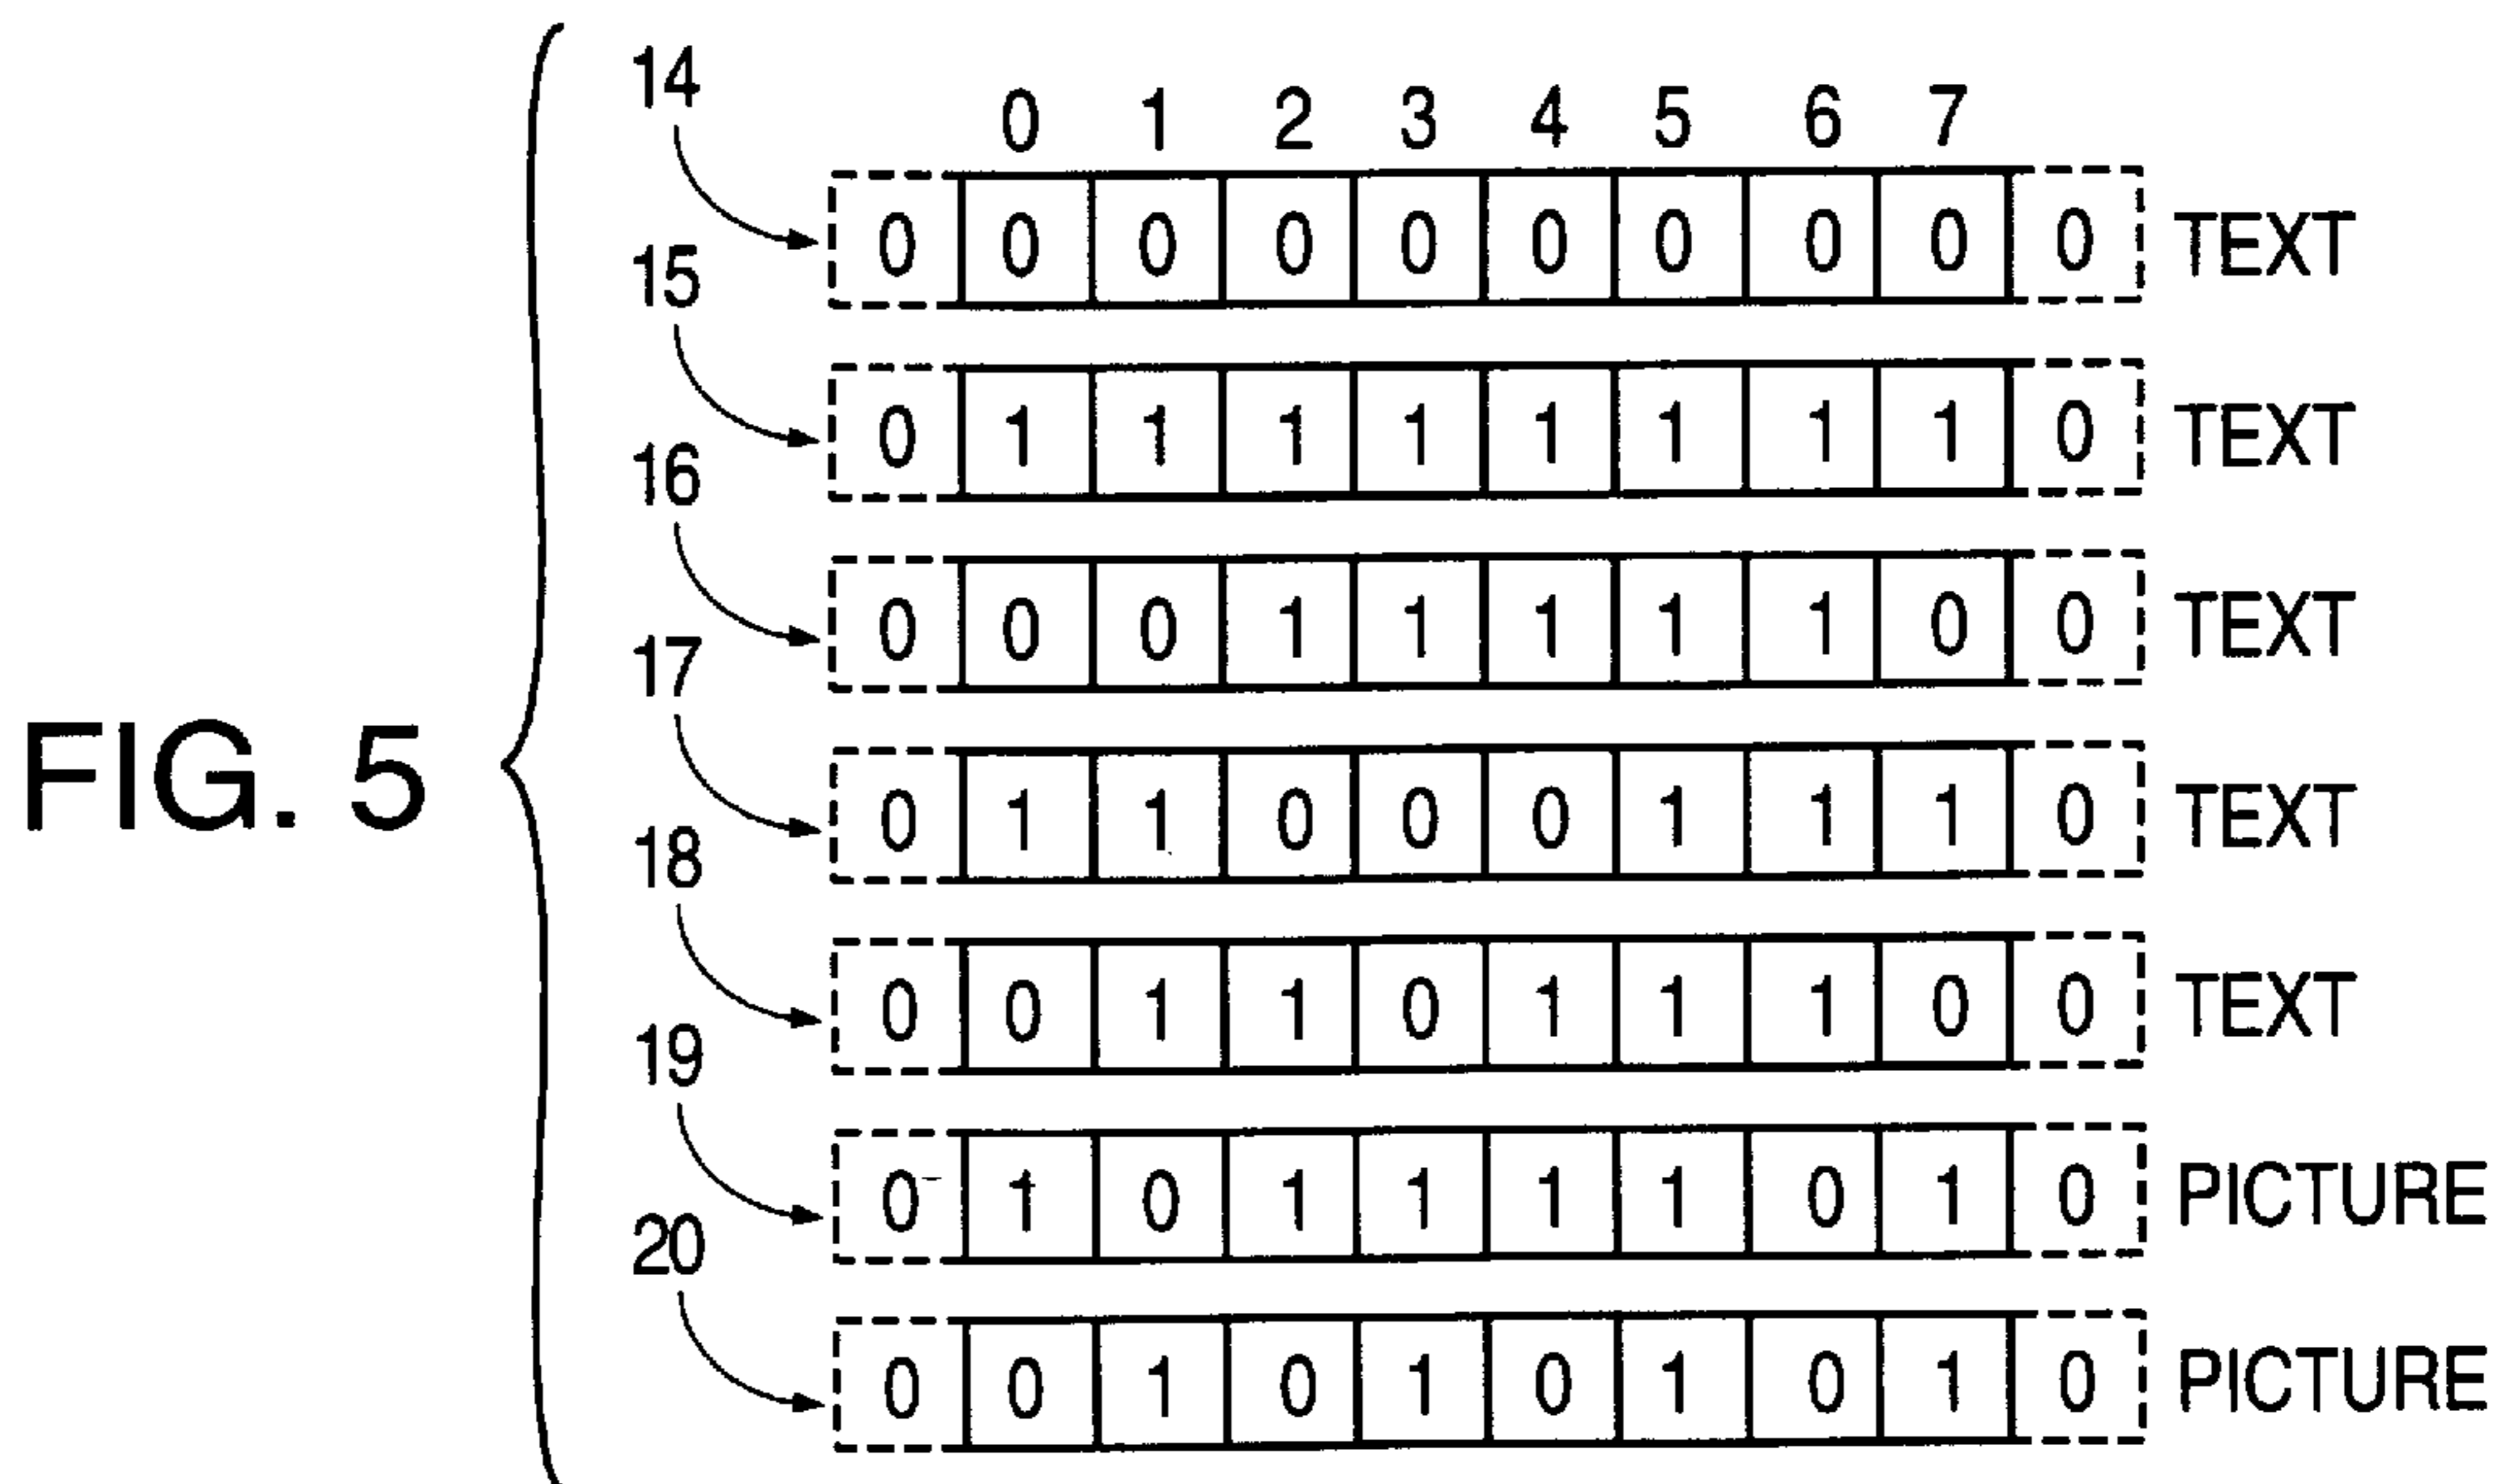 FIG. 5
0 1 2 3 4 5 6 7
14 0 0 0 0 0 0 0 0 0 0 TEXT
15 0 1 1 1 1 1 1 1 1 0 TEXT
16 0 0 0 1 1 1 1 1 0 0 TEXT
17 0 1 1 0 0 0 1 1 1 0 TEXT
18 0 0 1 1 0 1 1 1 0 0 TEXT
19 0 1 0 1 1 1 1 0 1 0 PICTURE
20 0 0 1 0 1 0 1 0 1 0 PICTURE